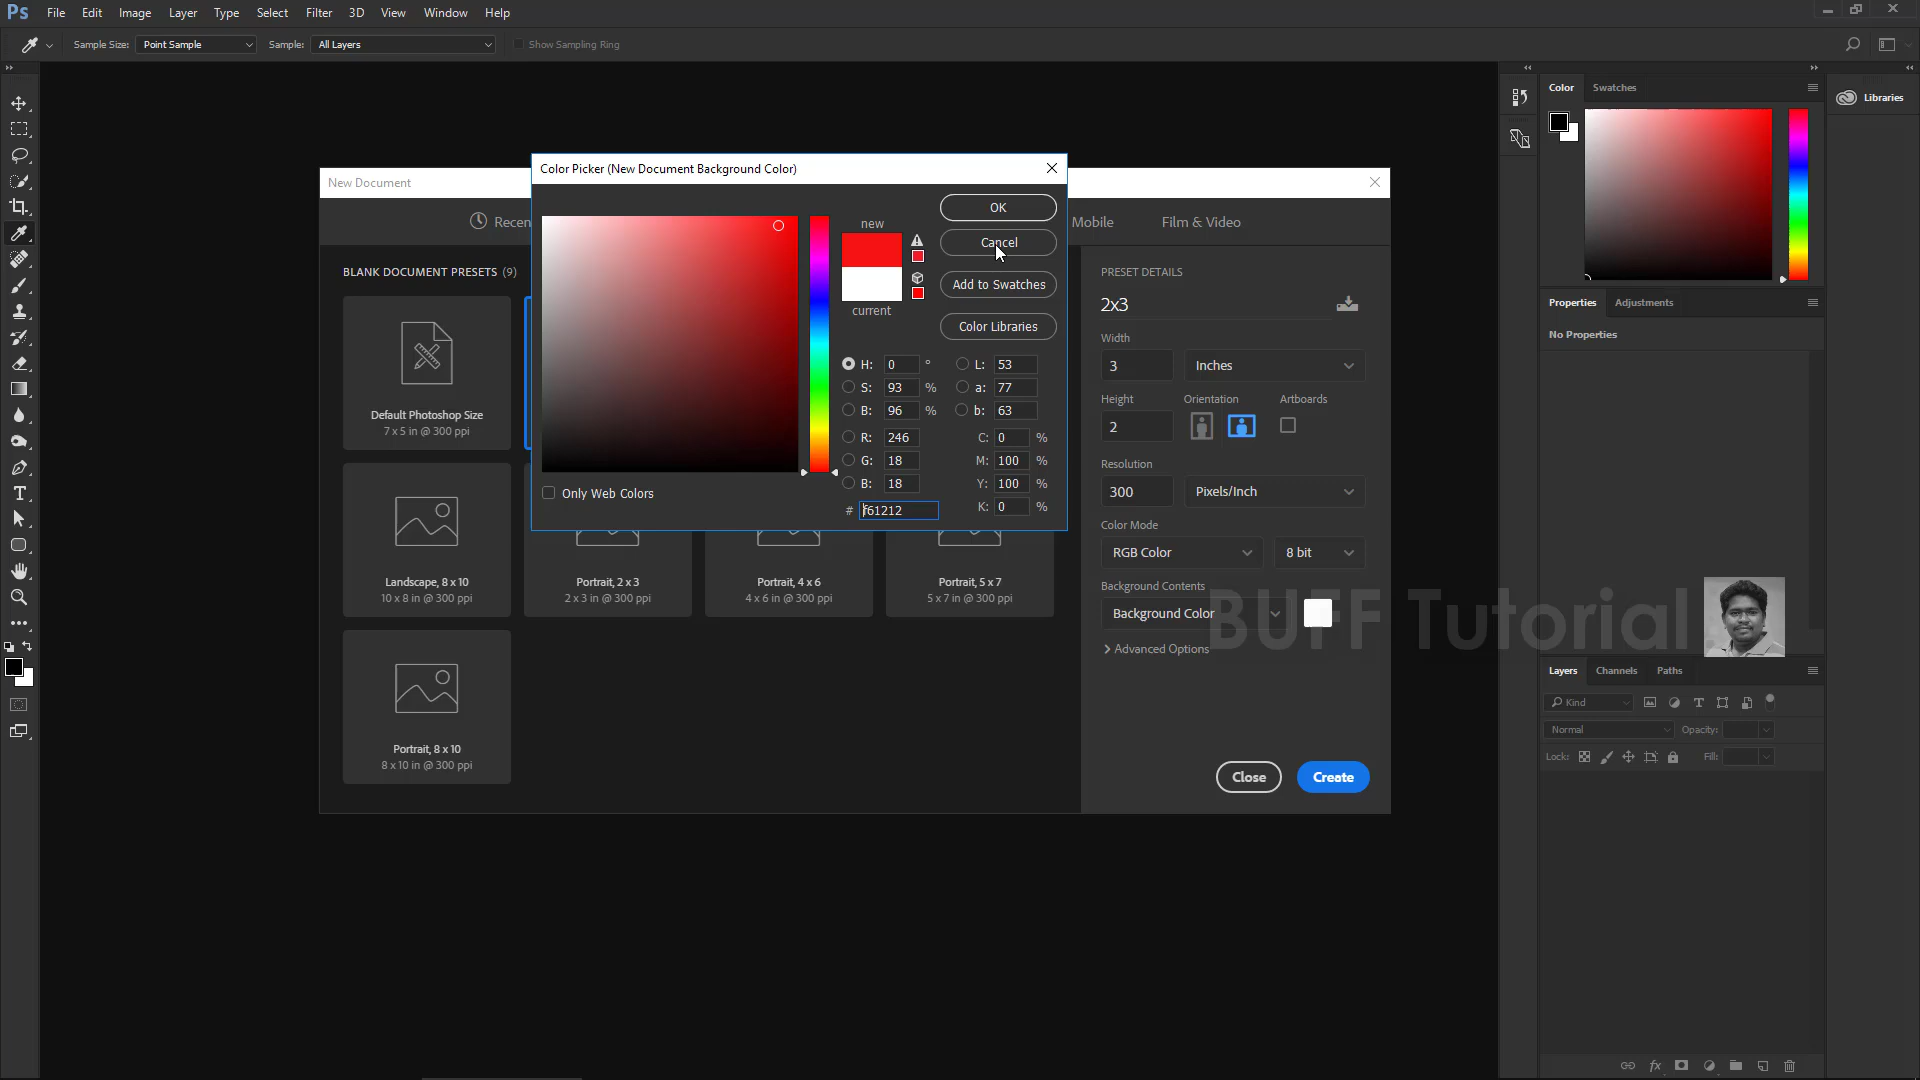 Ps File Edit Image Layer Type Select Filter 3D View Window Help
Sample Size: Point Sample Sample: All Layers Show Sampling Ring
Color Swatches
Libraries
Color Picker (New Document Background Color)
New Document
Recen
Mobile Film & Video
new
current
OK
Cancel
Add to Swatches
Color Libraries
H: 0 °
S: 93 %
B: 96 %
R: 246
G: 18
B: 18
# f61212
L: 53
a: 77
b: 63
C: 0 %
M: 100 %
Y: 100 %
K: 0 %
Only Web Colors
BLANK DOCUMENT PRESETS (9)
Default Photoshop Size
7 x 5 in @ 300 ppi
Landscape, 8 x 10
10 x 8 in @ 300 ppi
Portrait, 2 x 3
2 x 3 in @ 300 ppi
Portrait, 4 x 6
4 x 6 in @ 300 ppi
Portrait, 5 x 7
5 x 7 in @ 300 ppi
Portrait, 8 x 10
8 x 10 in @ 300 ppi
PRESET DETAILS
2x3
Width
3 Inches
Height Orientation Artboards
2
Resolution
300 Pixels/Inch
Color Mode
RGB Color 8 bit
Background Contents
Background Color
Advanced Options
Close Create
BUFF Tutorial
Properties Adjustments
No Properties
Layers Channels Paths
Kind
Normal Opacity:
Lock: Fill:
fx